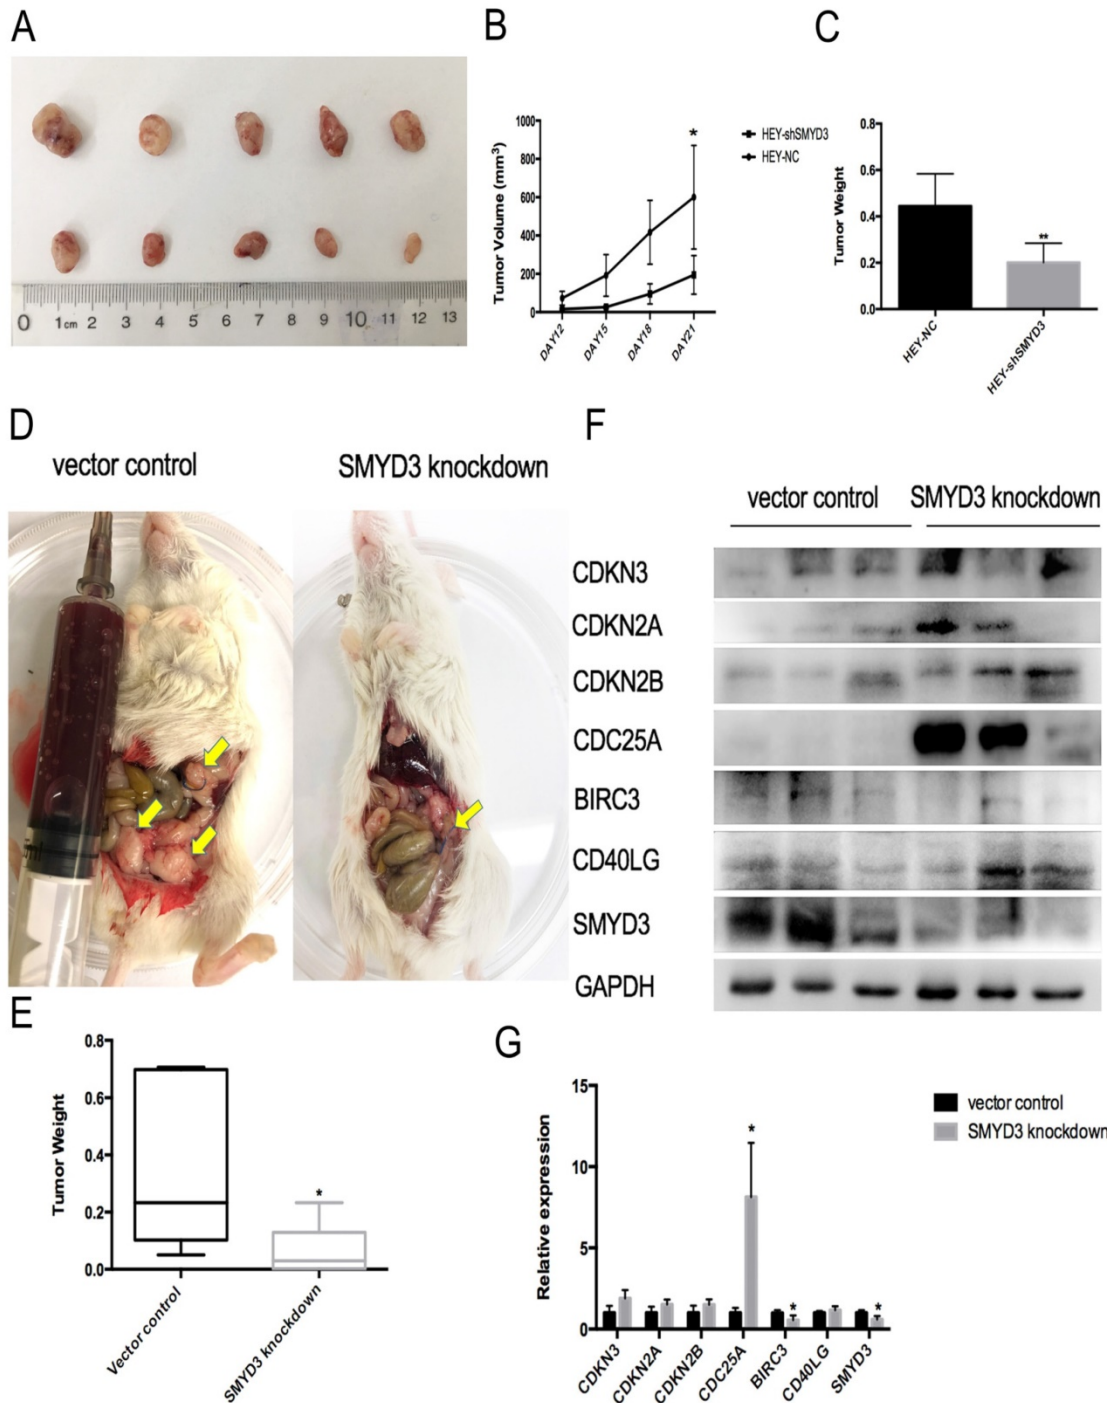 A
B
C
0 1cm 2 3 4 5 6 7 8 9 10 11 12 13
Tumor Volume (mm³)
1000
800
600
400
200
0
DAY12
DAY15
DAY18
DAY21
*
HEY-shSMYD3
HEY-NC
Tumor Weight
0.8
0.6
0.4
0.2
0.0
**
HEY-NC
HEY-shSMYD3
D
vector control
SMYD3 knockdown
F
vector control SMYD3 knockdown
CDKN3
CDKN2A
CDKN2B
CDC25A
BIRC3
CD40LG
SMYD3
GAPDH
E
Tumor Weight
0.8
0.6
0.4
0.2
0.0
*
Vector control
SMYD3 knockdown
G
Relative expression
15
10
5
0
*
*
*
CDKN3
CDKN2A
CDKN2B
CDC25A
BIRC3
CD40LG
SMYD3
vector control
SMYD3 knockdown